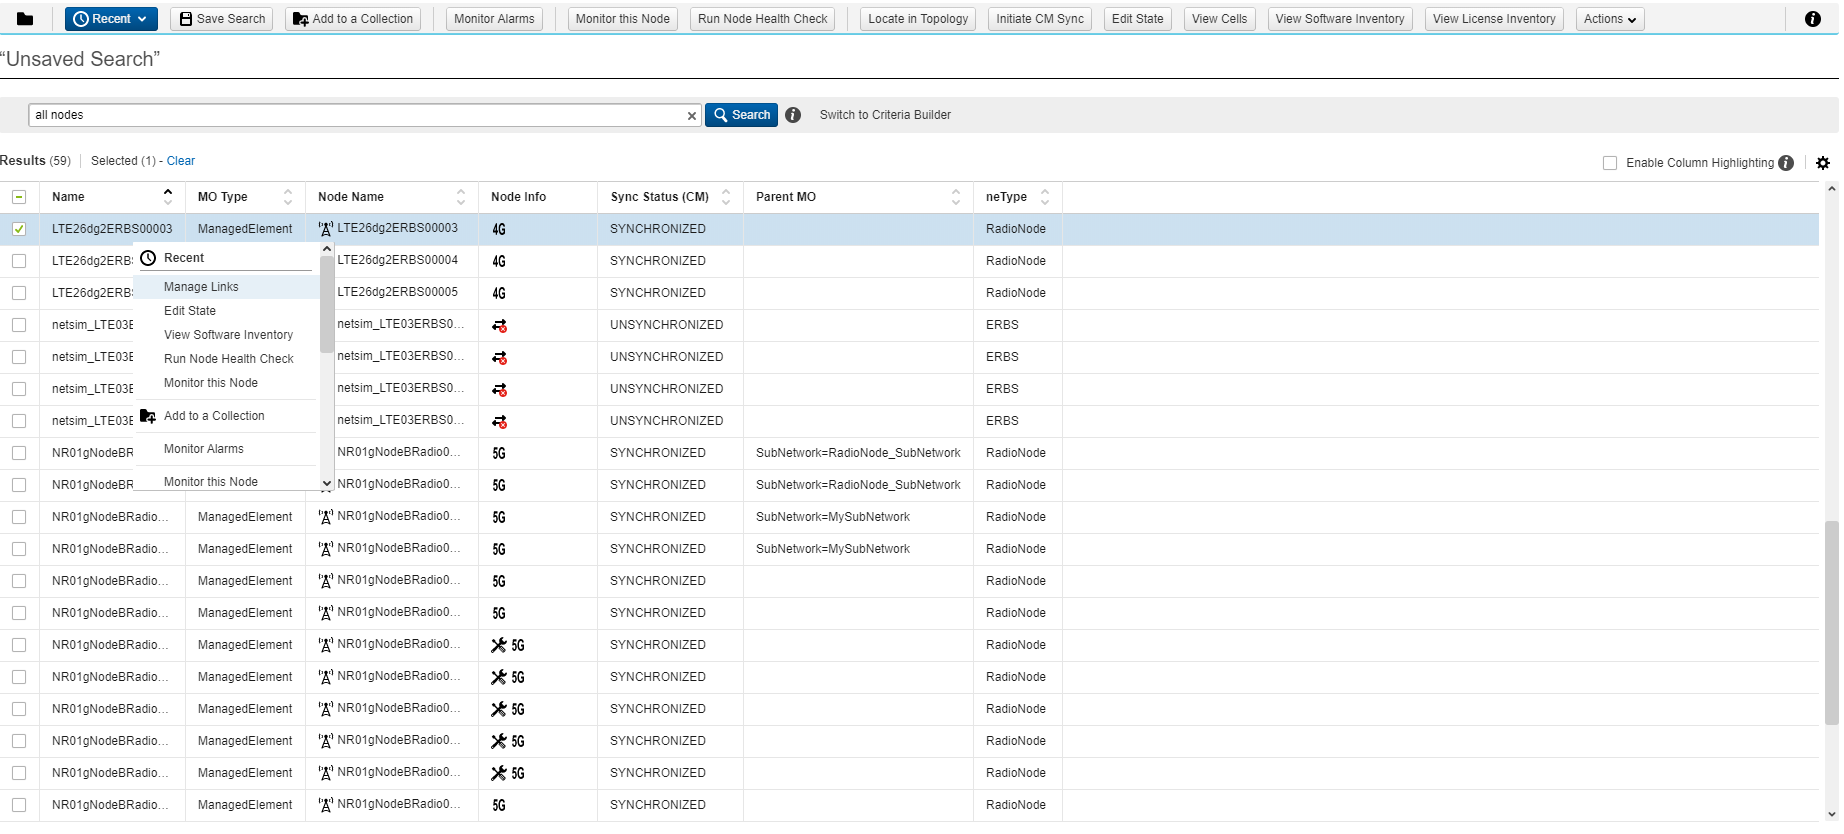 Recent Save Search Add to a Collection Monitor Alarms Monitor this Node Run Node Health Check Locate in Topology Initiate CM Sync Edit State View Cells View Software Inventory View License Inventory Actions
“Unsaved Search”
all nodes Search Switch to Criteria Builder
Results (59) Selected (1) - Clear Enable Column Highlighting
Name MO Type Node Name Node Info Sync Status (CM) Parent MO neType
LTE26dg2ERBS00003 ManagedElement LTE26dg2ERBS00003 4G SYNCHRONIZED RadioNode
LTE26dg2ERB LTE26dg2ERBS00004 4G SYNCHRONIZED RadioNode
LTE26dg2ERB LTE26dg2ERBS00005 4G SYNCHRONIZED RadioNode
netsim_LTE03E netsim_LTE03ERBS0... UNSYNCHRONIZED ERBS
netsim_LTE03E netsim_LTE03ERBS0... UNSYNCHRONIZED ERBS
netsim_LTE03E netsim_LTE03ERBS0... UNSYNCHRONIZED ERBS
netsim_LTE03E netsim_LTE03ERBS0... UNSYNCHRONIZED ERBS
NR01gNodeBR NR01gNodeBRadio0... 5G SYNCHRONIZED SubNetwork=RadioNode_SubNetwork RadioNode
NR01gNodeBR NR01gNodeBRadio0... 5G SYNCHRONIZED SubNetwork=RadioNode_SubNetwork RadioNode
NR01gNodeBRadio... ManagedElement NR01gNodeBRadio0... 5G SYNCHRONIZED SubNetwork=MySubNetwork RadioNode
NR01gNodeBRadio... ManagedElement NR01gNodeBRadio0... 5G SYNCHRONIZED SubNetwork=MySubNetwork RadioNode
NR01gNodeBRadio... ManagedElement NR01gNodeBRadio0... 5G SYNCHRONIZED RadioNode
NR01gNodeBRadio... ManagedElement NR01gNodeBRadio0... 5G SYNCHRONIZED RadioNode
NR01gNodeBRadio... ManagedElement NR01gNodeBRadio0... 5G SYNCHRONIZED RadioNode
NR01gNodeBRadio... ManagedElement NR01gNodeBRadio0... 5G SYNCHRONIZED RadioNode
NR01gNodeBRadio... ManagedElement NR01gNodeBRadio0... 5G SYNCHRONIZED RadioNode
NR01gNodeBRadio... ManagedElement NR01gNodeBRadio0... 5G SYNCHRONIZED RadioNode
NR01gNodeBRadio... ManagedElement NR01gNodeBRadio0... 5G SYNCHRONIZED RadioNode
NR01gNodeBRadio... ManagedElement NR01gNodeBRadio0... 5G SYNCHRONIZED RadioNode
Recent
Manage Links
Edit State
View Software Inventory
Run Node Health Check
Monitor this Node
Add to a Collection
Monitor Alarms
Monitor this Node